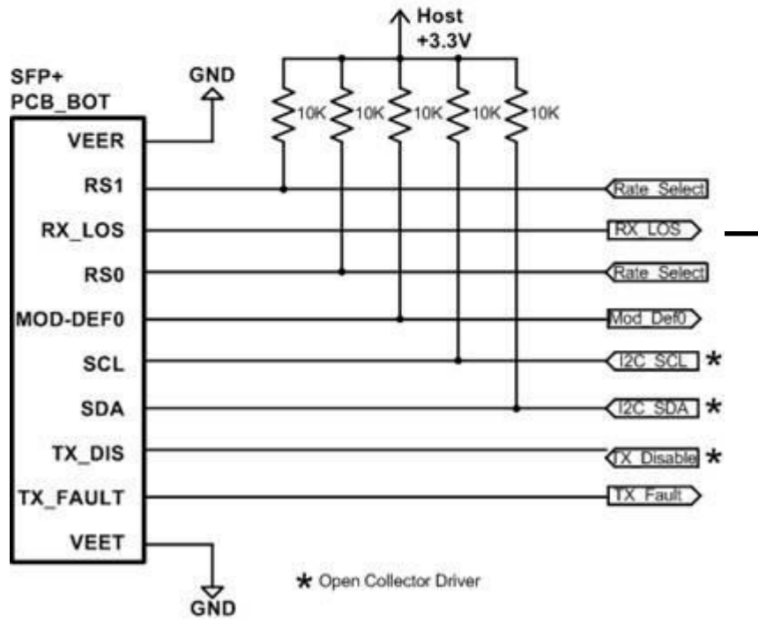 Host
+3.3V
SFP+
PCB_BOT
GND
10K 10K 10K 10K 10K
VEER
RS1 Rate_Select
RX_LOS RX_LOS
RS0 Rate_Select
MOD-DEF0 Mod_Def0
SCL I2C_SCL *
SDA I2C_SDA *
TX_DIS TX_Disable *
TX_FAULT TX_Fault
VEET
* Open Collector Driver
GND